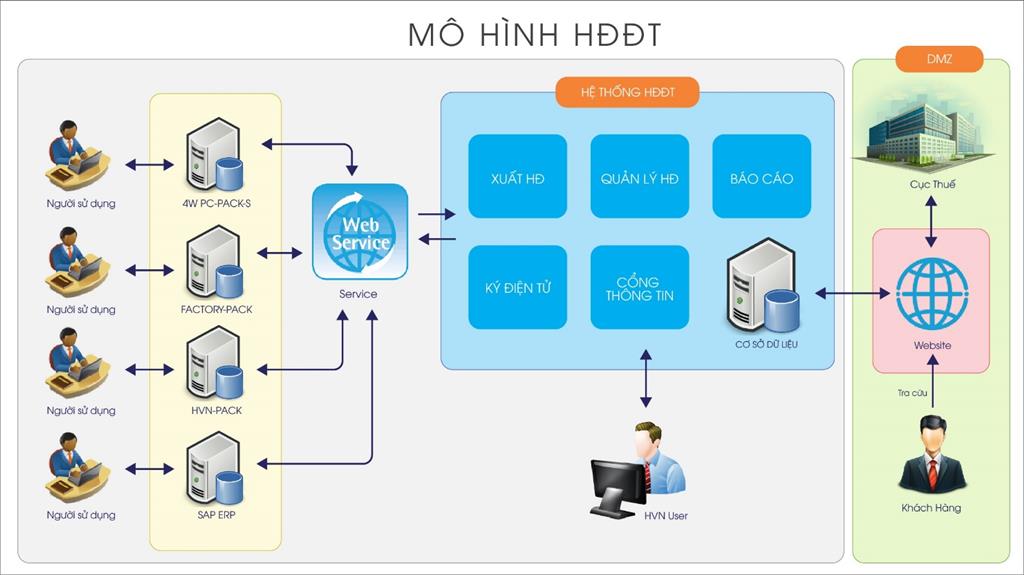 MÔ HÌNH HĐĐT
DMZ
HỆ THỐNG HĐĐT
XUẤT HĐ
QUẢN LÝ HĐ
BÁO CÁO
Cục Thuế
Người sử dụng
4W PC-PACK-S
Web
Service
Service
KÝ ĐIỆN TỬ
CỔNG
THÔNG TIN
CƠ SỞ DỮ LIỆU
Website
Người sử dụng
FACTORY-PACK
Tra cứu
Người sử dụng
HVN-PACK
Người sử dụng
SAP ERP
HVN User
Khách Hàng